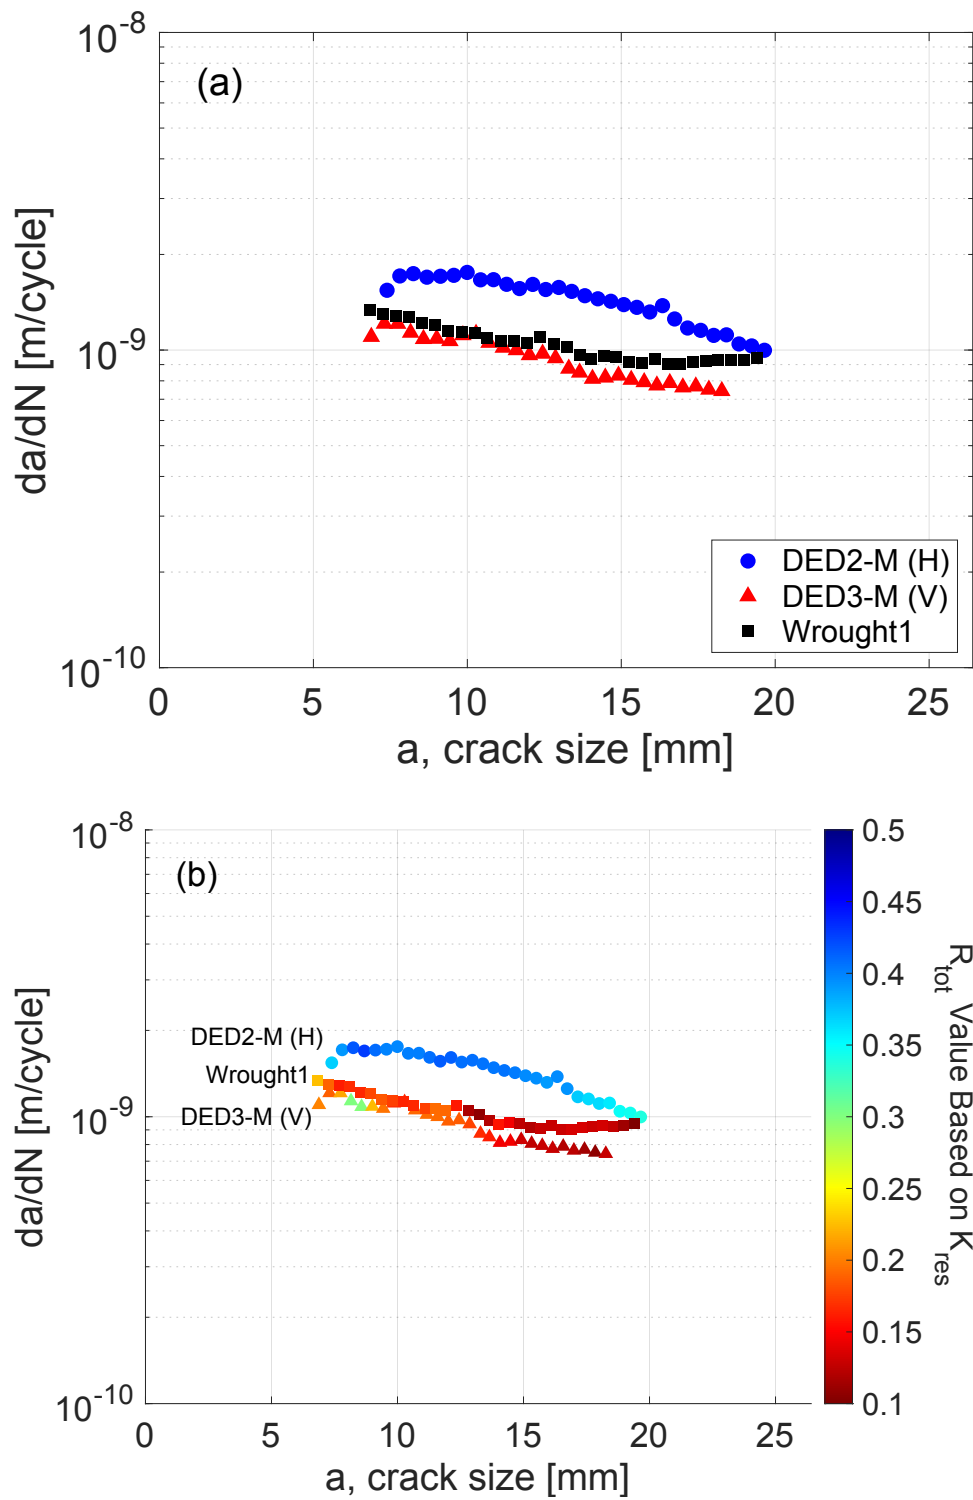 10^-8
(a)
da/dN [m/cycle]
10^-9
DED2-M (H)
DED3-M (V)
Wrought1
10^-10
0 5 10 15 20 25
a, crack size [mm]
10^-8
(b)
da/dN [m/cycle]
DED2-M (H)
Wrought1
10^-9
DED3-M (V)
10^-10
0 5 10 15 20 25
a, crack size [mm]
0.5
0.45
0.4
0.35
0.3
0.25
0.2
0.15
0.1
R_tot Value Based on K_res